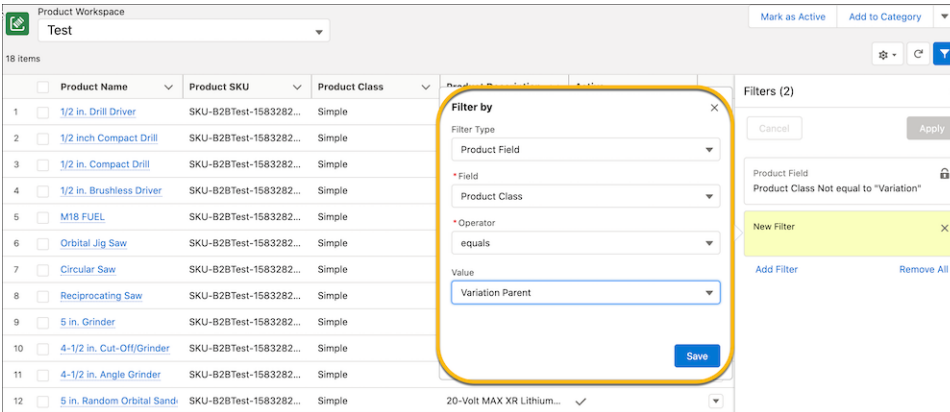 Product Workspace
Test
Mark as Active
Add to Category
18 items
Product Name
Product SKU
Product Class
Filters (2)
Cancel
Apply
Product Field
Product Class Not equal to "Variation"
New Filter
Add Filter
Remove All
Filter by
Filter Type
Product Field
*Field
Product Class
*Operator
equals
Value
Variation Parent
Save
1 1/2 in. Drill Driver SKU-B2BTest-1583282... Simple
2 1/2 inch Compact Drill SKU-B2BTest-1583282... Simple
3 1/2 in. Compact Drill SKU-B2BTest-1583282... Simple
4 1/2 in. Brushless Driver SKU-B2BTest-1583282... Simple
5 M18 FUEL SKU-B2BTest-1583282... Simple
6 Orbital Jig Saw SKU-B2BTest-1583282... Simple
7 Circular Saw SKU-B2BTest-1583282... Simple
8 Reciprocating Saw SKU-B2BTest-1583282... Simple
9 5 in. Grinder SKU-B2BTest-1583282... Simple
10 4-1/2 in. Cut-Off/Grinder SKU-B2BTest-1583282... Simple
11 4-1/2 in. Angle Grinder SKU-B2BTest-1583282... Simple
12 5 in. Random Orbital Sand SKU-B2BTest-1583282... Simple 20-Volt MAX XR Lithium...